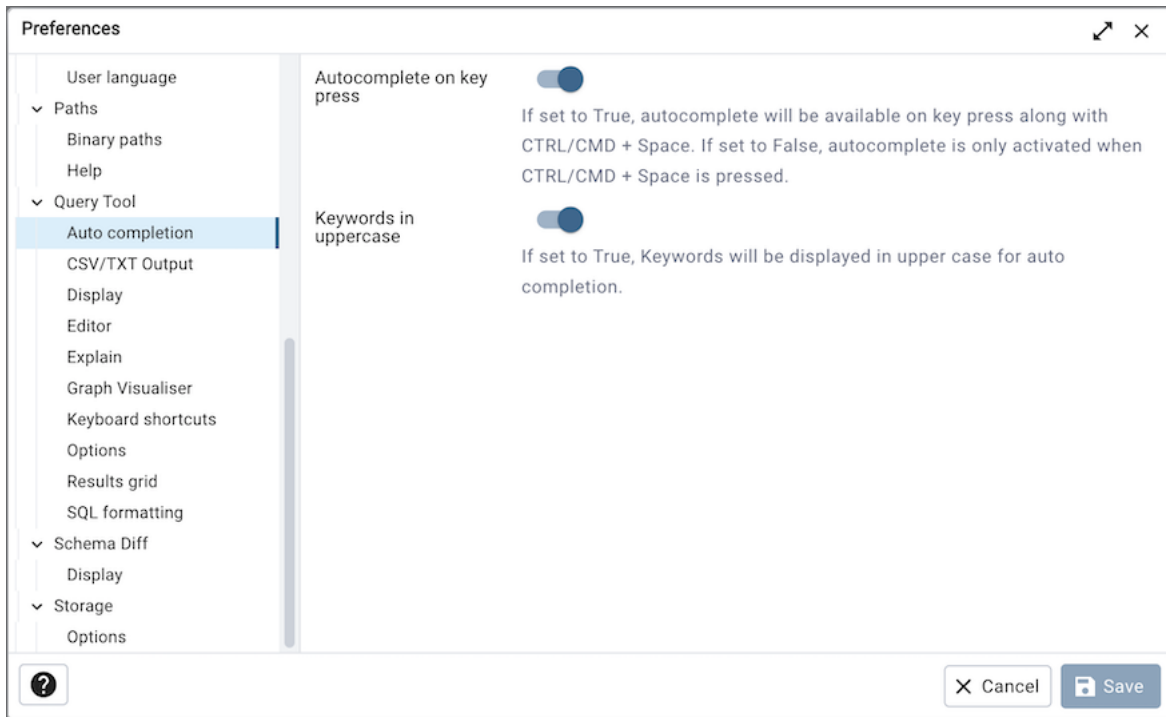 Preferences
User language
Paths
Binary paths
Help
Query Tool
Auto completion
CSV/TXT Output
Display
Editor
Explain
Graph Visualiser
Keyboard shortcuts
Options
Results grid
SQL formatting
Schema Diff
Display
Storage
Options
Autocomplete on key
press
If set to True, autocomplete will be available on key press along with
CTRL/CMD + Space. If set to False, autocomplete is only activated when
CTRL/CMD + Space is pressed.
Keywords in
uppercase
If set to True, Keywords will be displayed in upper case for auto
completion.
?
Cancel
Save